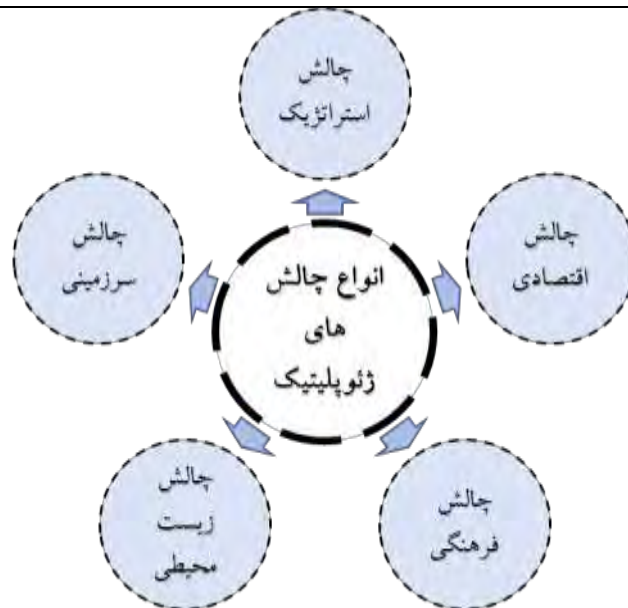 چالش
استراتژیک
چالش
سرزمینی
چالش
اقتصادی
انواع چالش
های
ژئوپلیتیک
چالش
زیست
محیطی
چالش
فرهنگی